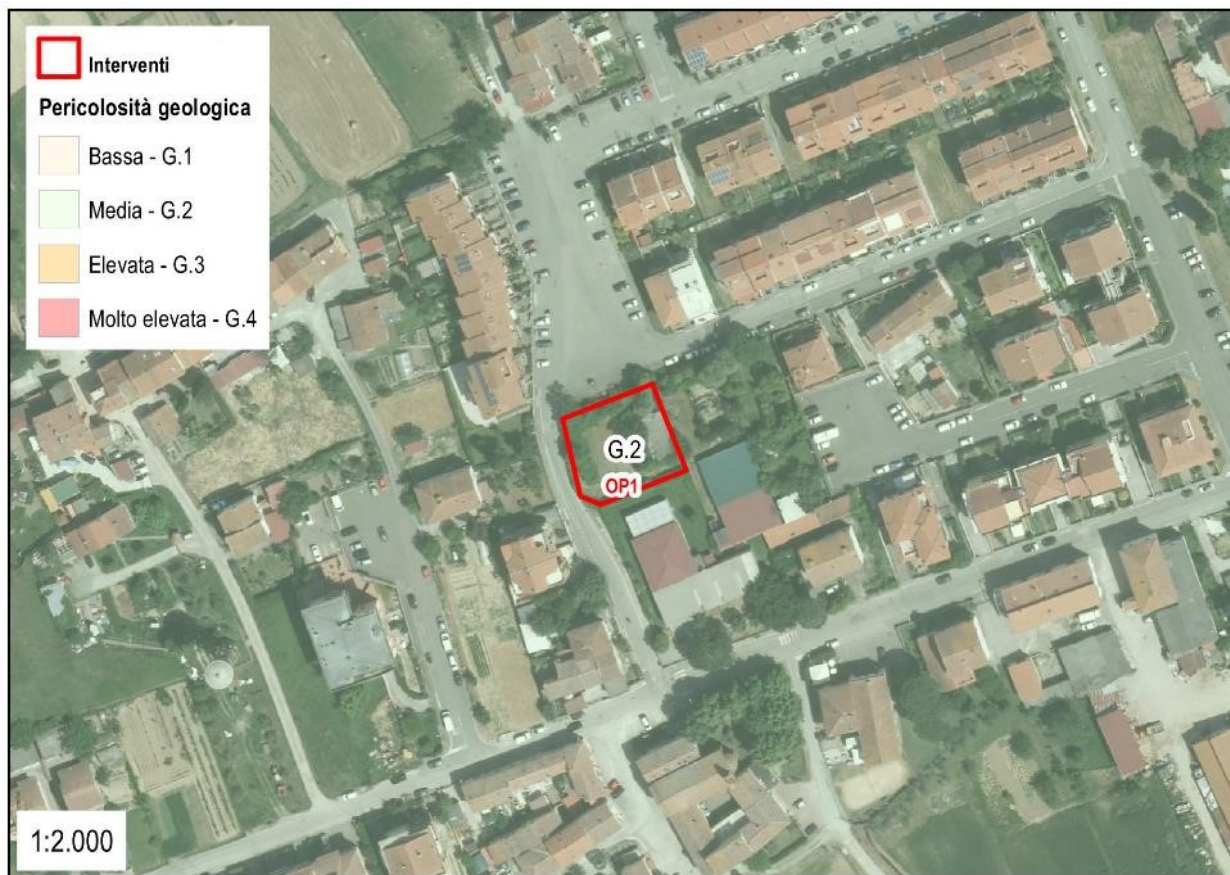 Interventi
Pericolosità geologica
Bassa - G.1
Media - G.2
Elevata - G.3
Molto elevata - G.4
G.2
OP1
1:2.000